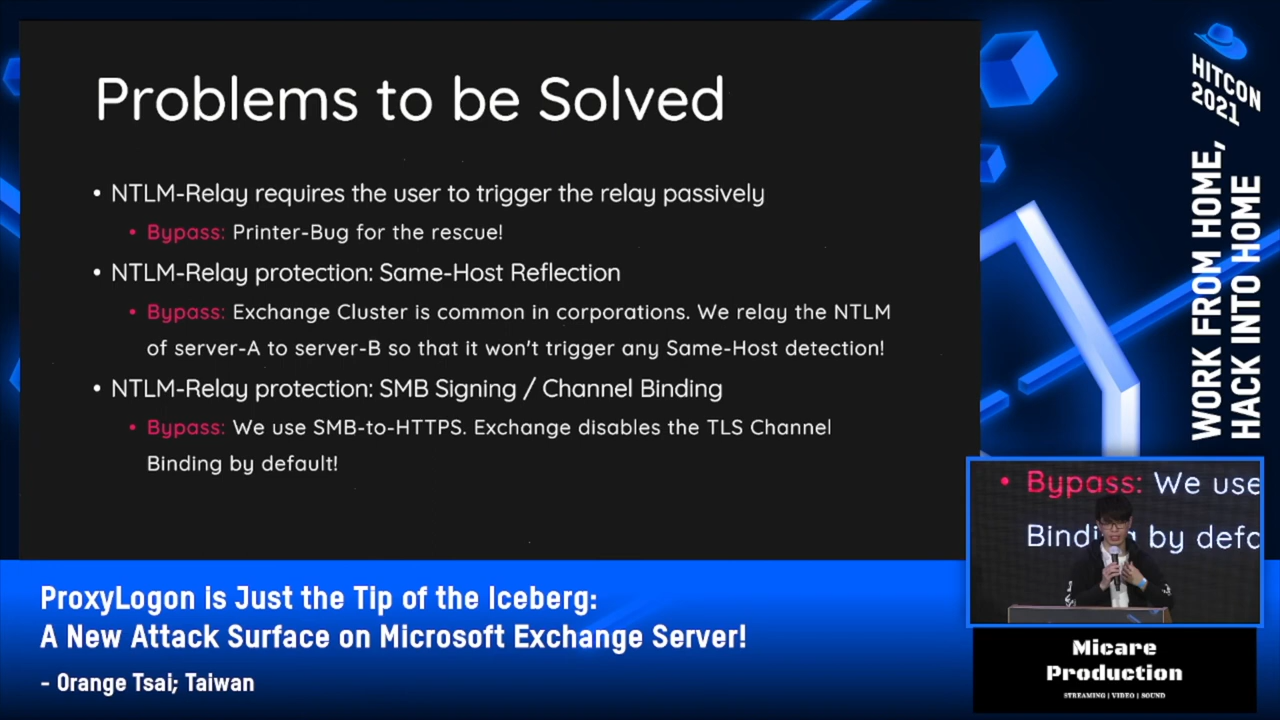 Problems to be Solved
• NTLM-Relay requires the user to trigger the relay passively
• Bypass: Printer-Bug for the rescue!
• NTLM-Relay protection: Same-Host Reflection
• Bypass: Exchange Cluster is common in corporations. We relay the NTLM
of server-A to server-B so that it won't trigger any Same-Host detection!
• NTLM-Relay protection: SMB Signing / Channel Binding
• Bypass: We use SMB-to-HTTPS. Exchange disables the TLS Channel
Binding by default!
HITCON
2021
WORK FROM HOME,
HACK INTO HOME
• Bypass: We use
Binding by defa
ProxyLogon is Just the Tip of the Iceberg:
A New Attack Surface on Microsoft Exchange Server!
- Orange Tsai; Taiwan
Micare
Production
STREAMING | VIDEO | SOUND